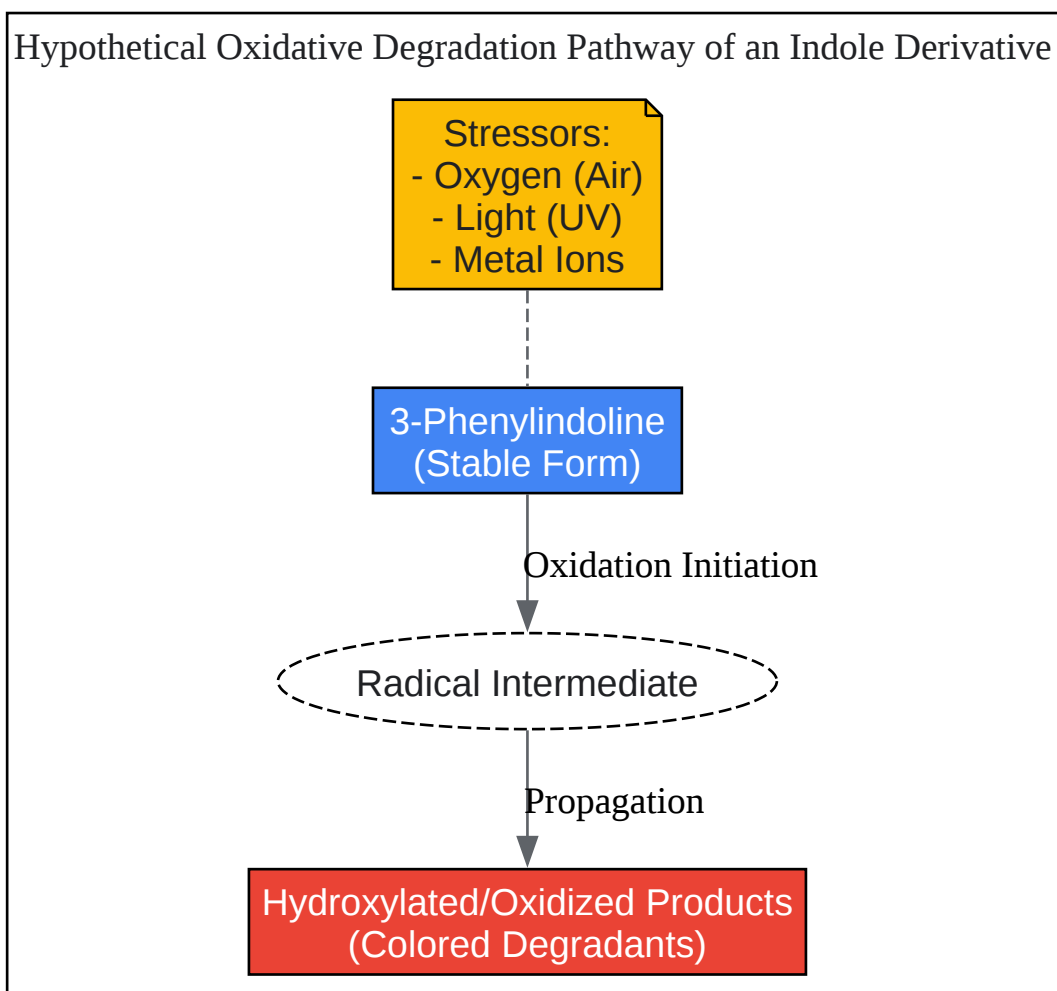 Hypothetical Oxidative Degradation Pathway of an Indole Derivative
Stressors:
- Oxygen (Air)
- Light (UV)
- Metal Ions
3-Phenylindoline
(Stable Form)
Oxidation Initiation
Radical Intermediate
Propagation
Hydroxylated/Oxidized Products
(Colored Degradants)